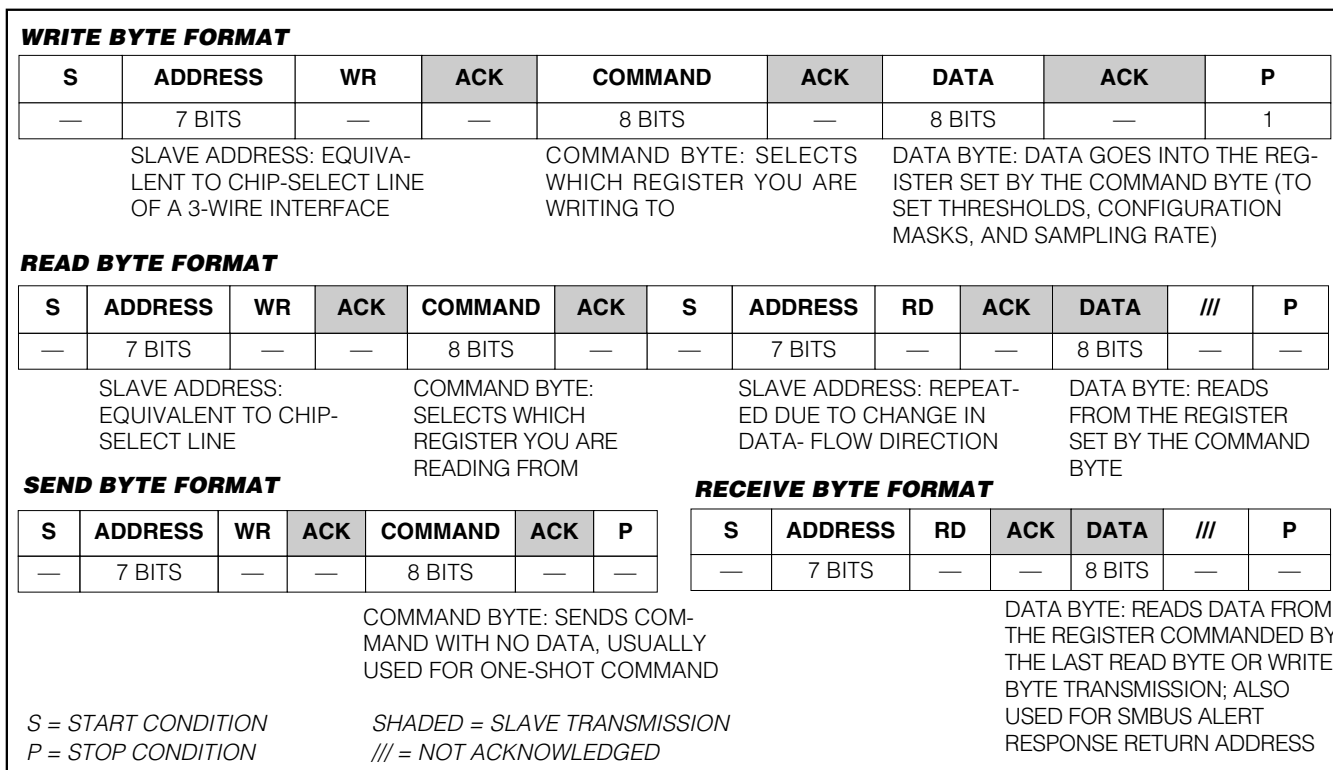 WRITE BYTE FORMAT
S ADDRESS WR ACK COMMAND ACK DATA ACK P
— 7 BITS — — 8 BITS — 8 BITS — 1
SLAVE ADDRESS: EQUIVA-
LENT TO CHIP-SELECT LINE
OF A 3-WIRE INTERFACE
COMMAND BYTE: SELECTS
WHICH REGISTER YOU ARE
WRITING TO
DATA BYTE: DATA GOES INTO THE REG-
ISTER SET BY THE COMMAND BYTE (TO
SET THRESHOLDS, CONFIGURATION
MASKS, AND SAMPLING RATE)
READ BYTE FORMAT
S ADDRESS WR ACK COMMAND ACK S ADDRESS RD ACK DATA /// P
— 7 BITS — — 8 BITS — — 7 BITS — — 8 BITS — —
SLAVE ADDRESS:
EQUIVALENT TO CHIP-
SELECT LINE
COMMAND BYTE:
SELECTS WHICH
REGISTER YOU ARE
READING FROM
SLAVE ADDRESS: REPEAT-
ED DUE TO CHANGE IN
DATA- FLOW DIRECTION
DATA BYTE: READS
FROM THE REGISTER
SET BY THE COMMAND
BYTE
SEND BYTE FORMAT
S ADDRESS WR ACK COMMAND ACK P
— 7 BITS — — 8 BITS — —
COMMAND BYTE: SENDS COM-
MAND WITH NO DATA, USUALLY
USED FOR ONE-SHOT COMMAND
RECEIVE BYTE FORMAT
S ADDRESS RD ACK DATA /// P
— 7 BITS — — 8 BITS — —
DATA BYTE: READS DATA FROM
THE REGISTER COMMANDED BY
THE LAST READ BYTE OR WRITE
BYTE TRANSMISSION; ALSO
USED FOR SMBUS ALERT
RESPONSE RETURN ADDRESS
S = START CONDITION SHADED = SLAVE TRANSMISSION
P = STOP CONDITION /// = NOT ACKNOWLEDGED